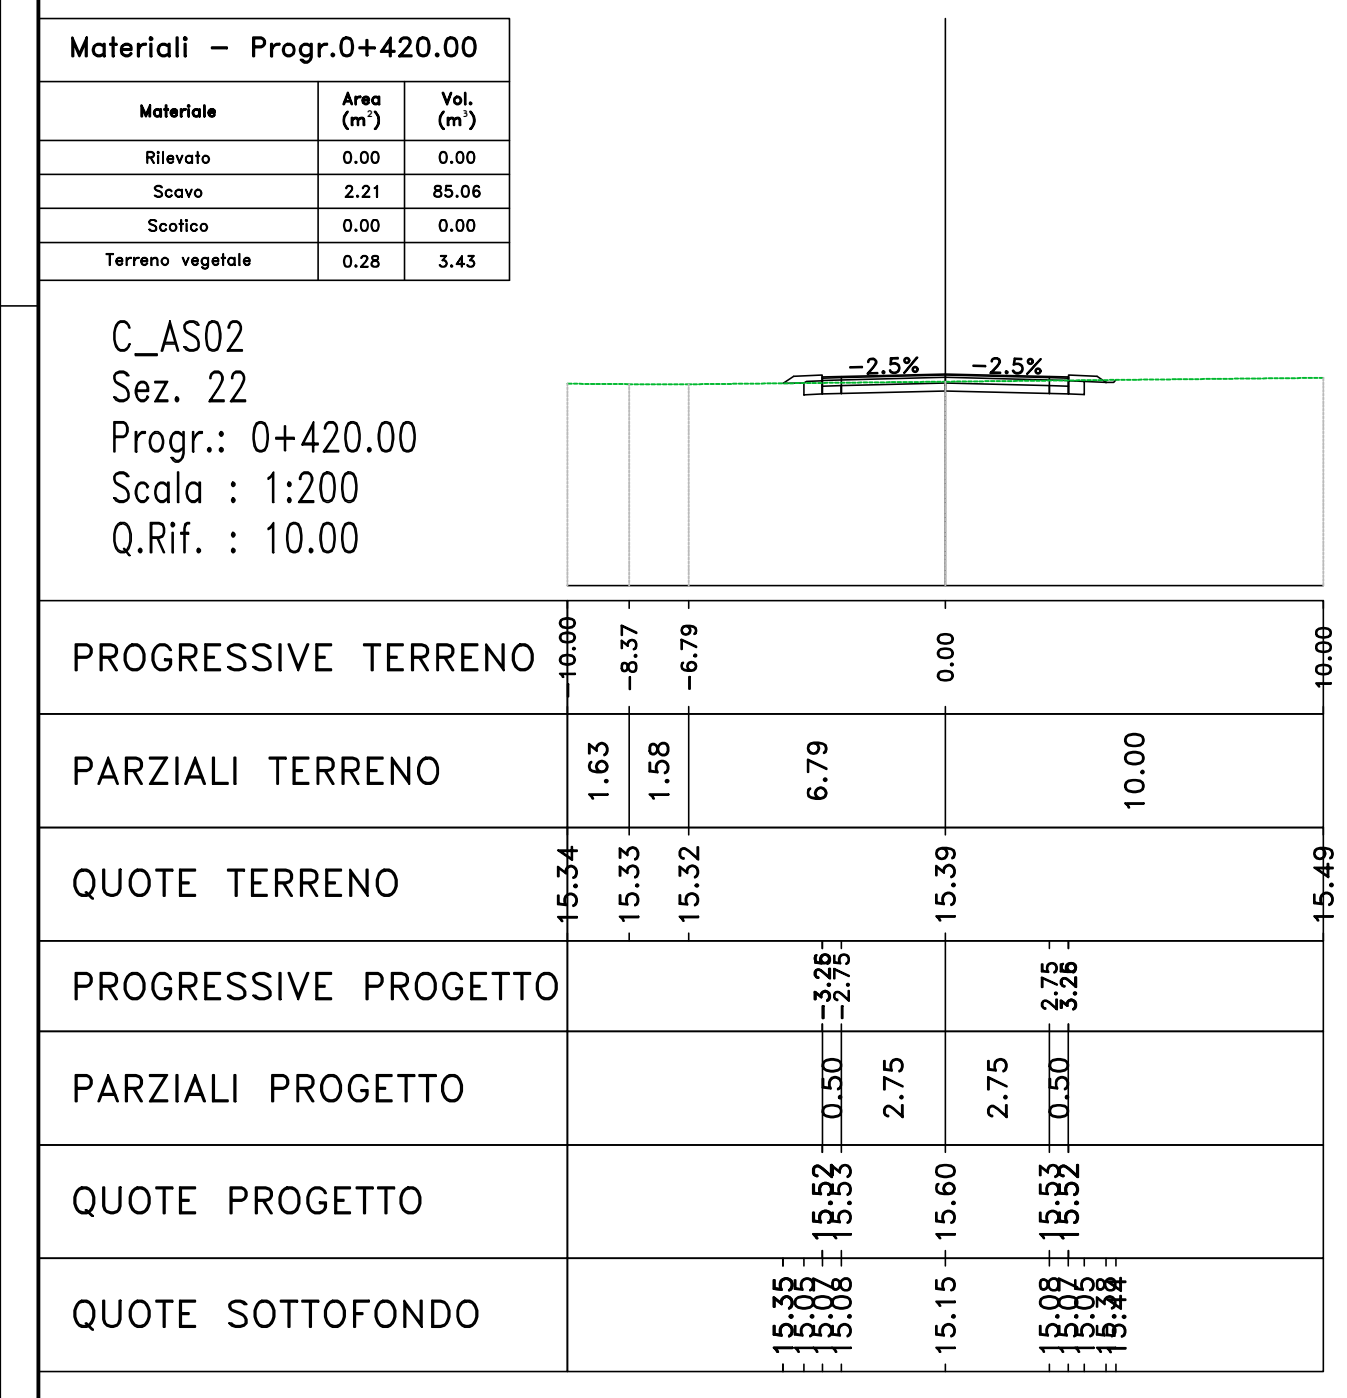 Materiali - Progr.0+420.00
Materiale Area (m²) Vol. (m³)
Rilevato 0.00 0.00
Scavo 2.21 85.06
Scotico 0.00 0.00
Terreno vegetale 0.28 3.43
C_AS02
Sez. 22
Progr.: 0+420.00
Scala : 1:200
Q.Rif. : 10.00
-2.5% -2.5%
PROGRESSIVE TERRENO -10.00 -8.37 -6.79 0.00 10.00
PARZIALI TERRENO 1.63 1.58 6.79 10.00
QUOTE TERRENO 15.34 15.33 15.32 15.39 15.49
PROGRESSIVE PROGETTO -2.75 2.75
PARZIALI PROGETTO 0.50 2.75 2.75 0.50
QUOTE PROGETTO 15.52 15.53 15.60 15.53 15.52
QUOTE SOTTOFONDO 15.35 15.05 15.07 15.08 15.15 15.08 15.07 15.05 15.44